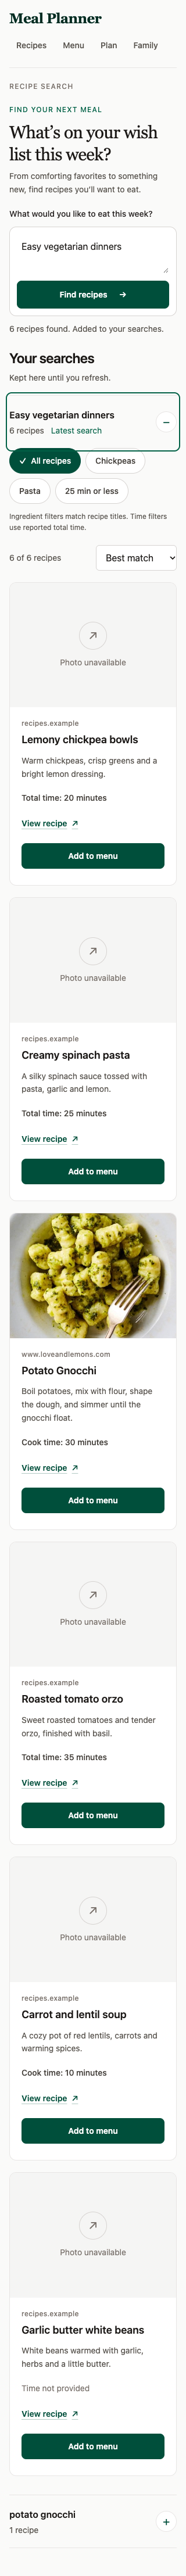 Meal Planner
Recipes Menu Plan Family
RECIPE SEARCH
FIND YOUR NEXT MEAL
What’s on your wish
list this week?
From comforting favorites to something
new, find recipes you’ll want to eat.
What would you like to eat this week?
Easy vegetarian dinners
Find recipes →
6 recipes found. Added to your searches.
Your searches
Kept here until you refresh.
Easy vegetarian dinners
6 recipes Latest search
✓ All recipes Chickpeas
Pasta 25 min or less
Ingredient filters match recipe titles. Time filters
use reported total time.
6 of 6 recipes Best match
Photo unavailable
recipes.example
Lemony chickpea bowls
Warm chickpeas, crisp greens and a
bright lemon dressing.
Total time: 20 minutes
View recipe ↗
Add to menu
Photo unavailable
recipes.example
Creamy spinach pasta
A silky spinach sauce tossed with
pasta, garlic and lemon.
Total time: 25 minutes
View recipe ↗
Add to menu
www.loveandlemons.com
Potato Gnocchi
Boil potatoes, mix with flour, shape
the dough, and simmer until the
gnocchi float.
Cook time: 30 minutes
View recipe ↗
Add to menu
Photo unavailable
recipes.example
Roasted tomato orzo
Sweet roasted tomatoes and tender
orzo, finished with basil.
Total time: 35 minutes
View recipe ↗
Add to menu
Photo unavailable
recipes.example
Carrot and lentil soup
A cozy pot of red lentils, carrots and
warming spices.
Cook time: 10 minutes
View recipe ↗
Add to menu
Photo unavailable
recipes.example
Garlic butter white beans
White beans warmed with garlic,
herbs and a little butter.
Time not provided
View recipe ↗
Add to menu
potato gnocchi
1 recipe